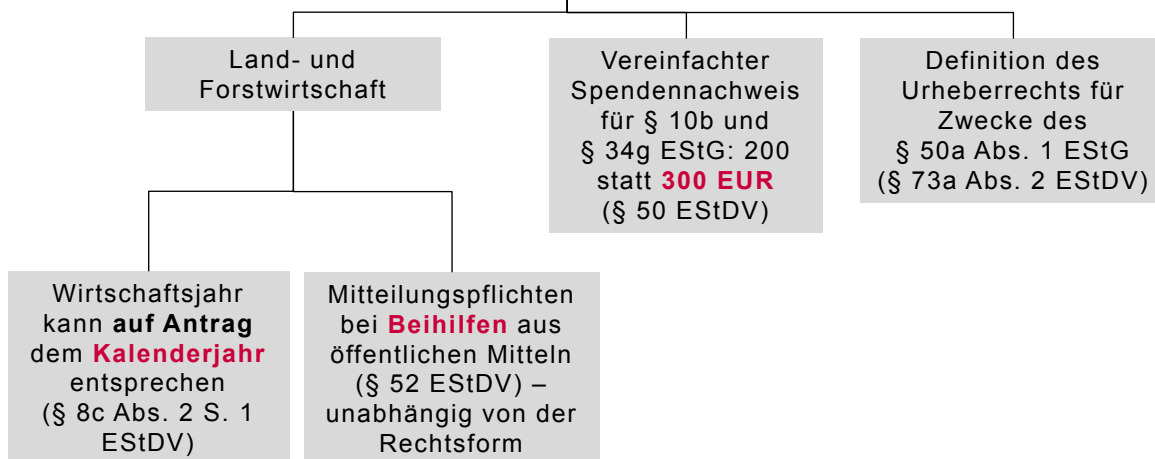 Land- und
Forstwirtschaft
Vereinfachter
Spendennachweis
für § 10b und
§ 34g EStG: 200
statt 300 EUR
(§ 50 EStDV)
Definition des
Urheberrechts für
Zwecke des
§ 50a Abs. 1 EStG
(§ 73a Abs. 2 EStDV)
Wirtschaftsjahr
kann auf Antrag
dem Kalenderjahr
entsprechen
(§ 8c Abs. 2 S. 1
EStDV)
Mitteilungspflichten
bei Beihilfen aus
öffentlichen Mitteln
(§ 52 EStDV) –
unabhängig von der
Rechtsform